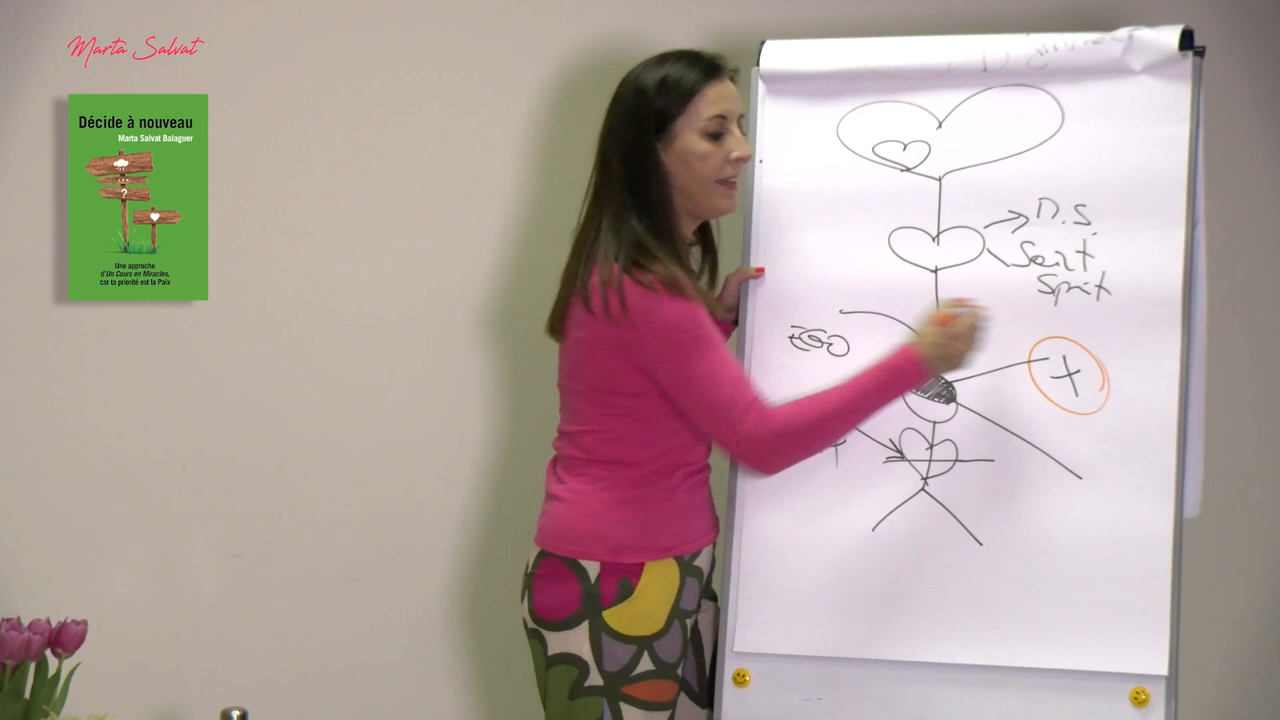 Marta Salvat
Décide à nouveau
Marta Salvat Balaguer
?
Une approche
d'Un Cours en Miracles,
car ta priorité est la Paix
D.S.
Saint
Sprit
EGO
+
+